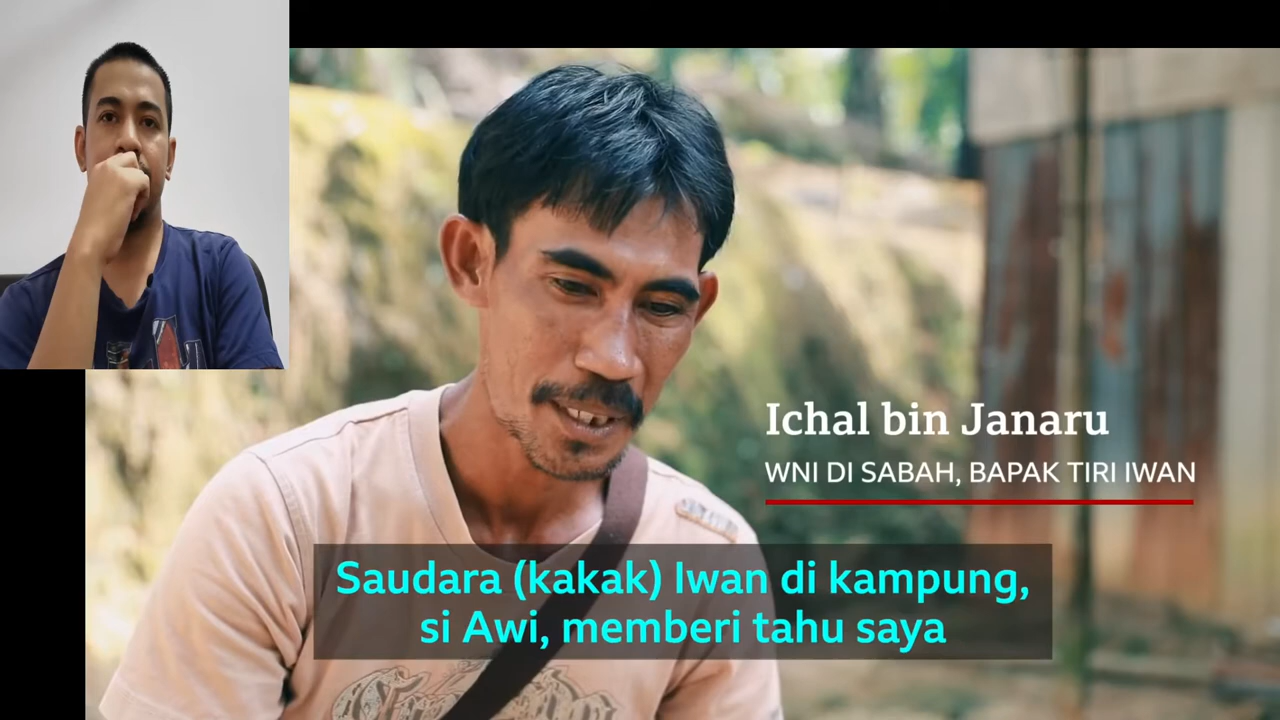 Ichal bin Janaru
WNI DI SABAH, BAPAK TIRI IWAN
Saudara (kakak) Iwan di kampung,
si Awi, memberi tahu saya